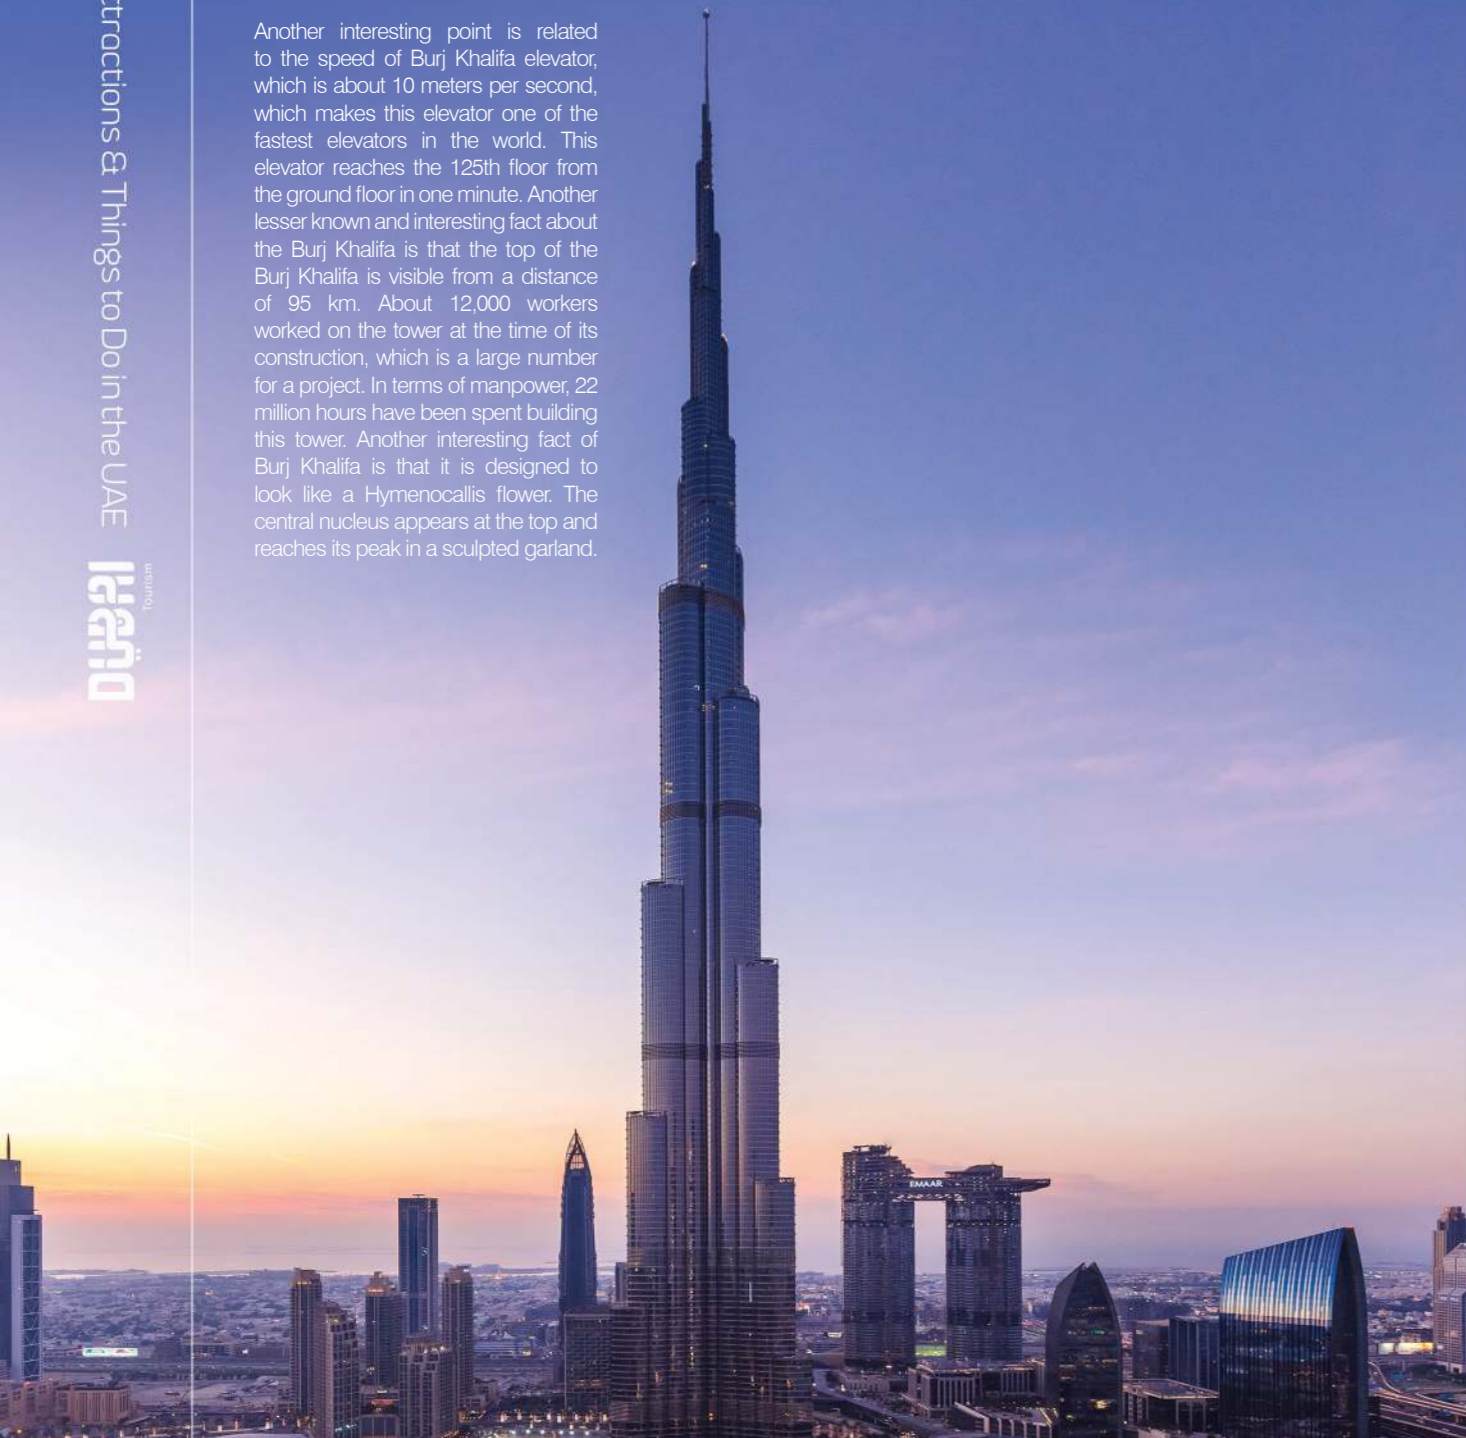 ctractions & Things to Do in the UAE
Tourism
Another interesting point is related
to the speed of Burj Khalifa elevator,
which is about 10 meters per second,
which makes this elevator one of the
fastest elevators in the world. This
elevator reaches the 125th floor from
the ground floor in one minute. Another
lesser known and interesting fact about
the Burj Khalifa is that the top of the
Burj Khalifa is visible from a distance
of 95 km. About 12,000 workers
worked on the tower at the time of its
construction, which is a large number
for a project. In terms of manpower, 22
million hours have been spent building
this tower. Another interesting fact of
Burj Khalifa is that it is designed to
look like a Hymenocallis flower. The
central nucleus appears at the top and
reaches its peak in a sculpted garland.
EMAAR